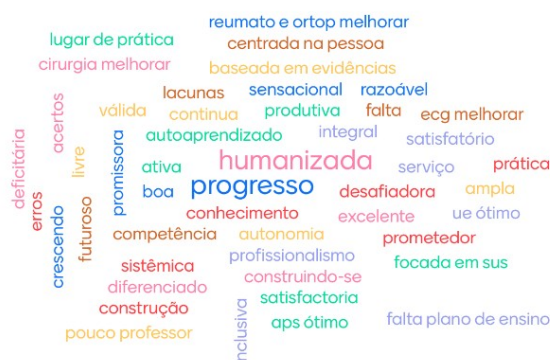 reumato e ortop melhorar
lugar de prática
centrada na pessoa
cirurgia melhorar
baseada em evidências
lacunas
sensacional
razoável
acertos
válida
continua
produtiva
falta
ecg melhorar
deficitária
livre
promissora
autoaprendizado
integral
satisfatório
ativa
humanizada
serviço
prática
erros
boa
progresso
desafiadora
ampla
crescendo
futuroso
conhecimento
excelente
ue ótimo
competência
autonomia
prometedor
sistêmica
profissionalismo
focada em sus
diferenciado
construindo-se
construção
satisfactoria
pouco professor
nclusiva
aps ótimo
falta plano de ensino